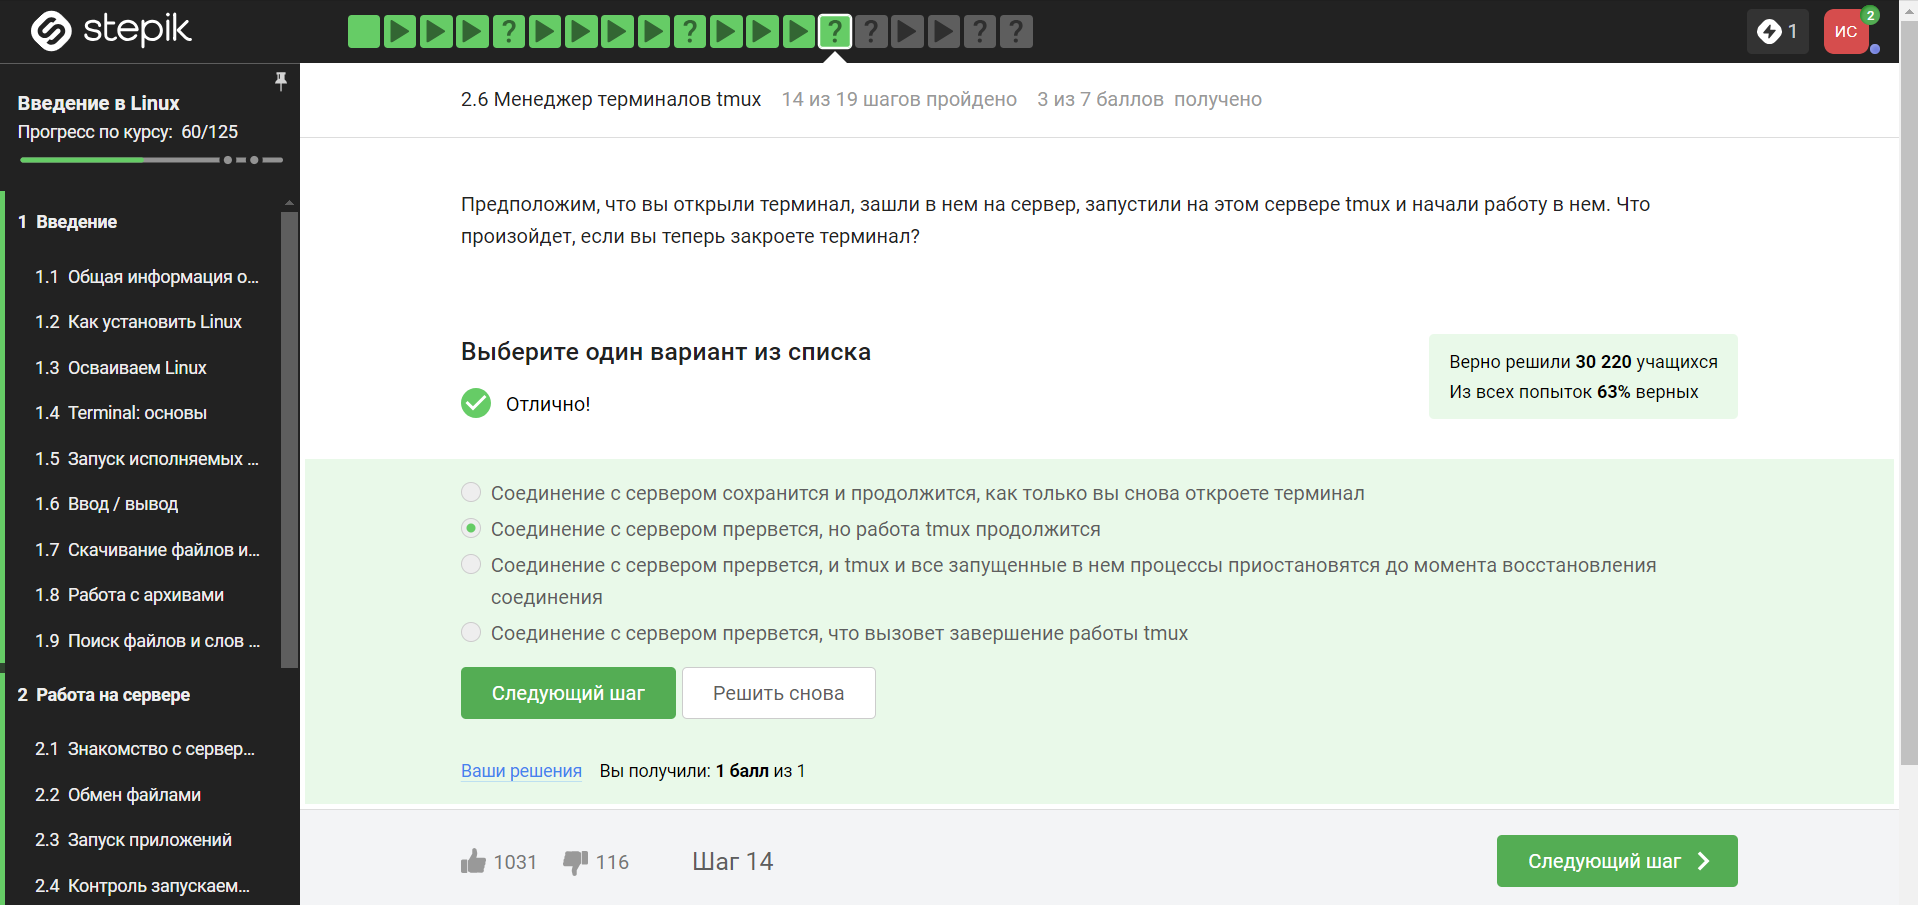 stepik
?
?
?
?
?
?
1
ИС
2
Введение в Linux
Прогресс по курсу: 60/125
2.6 Менеджер терминалов tmux 14 из 19 шагов пройдено 3 из 7 баллов получено
1 Введение
1.1 Общая информация о...
1.2 Как установить Linux
1.3 Осваиваем Linux
1.4 Terminal: основы
1.5 Запуск исполняемых ...
1.6 Ввод / вывод
1.7 Скачивание файлов и...
1.8 Работа с архивами
1.9 Поиск файлов и слов ...
2 Работа на сервере
2.1 Знакомство с сервер...
2.2 Обмен файлами
2.3 Запуск приложений
2.4 Контроль запускаем...
Предположим, что вы открыли терминал, зашли в нем на сервер, запустили на этом сервере tmux и начали работу в нем. Что
произойдет, если вы теперь закроете терминал?
Выберите один вариант из списка
Отлично!
Верно решили 30 220 учащихся
Из всех попыток 63% верных
Соединение с сервером сохранится и продолжится, как только вы снова откроете терминал
Соединение с сервером прервется, но работа tmux продолжится
Соединение с сервером прервется, и tmux и все запущенные в нем процессы приостановятся до момента восстановления
соединения
Соединение с сервером прервется, что вызовет завершение работы tmux
Следующий шаг
Решить снова
Ваши решения Вы получили: 1 балл из 1
1031
116
Шаг 14
Следующий шаг